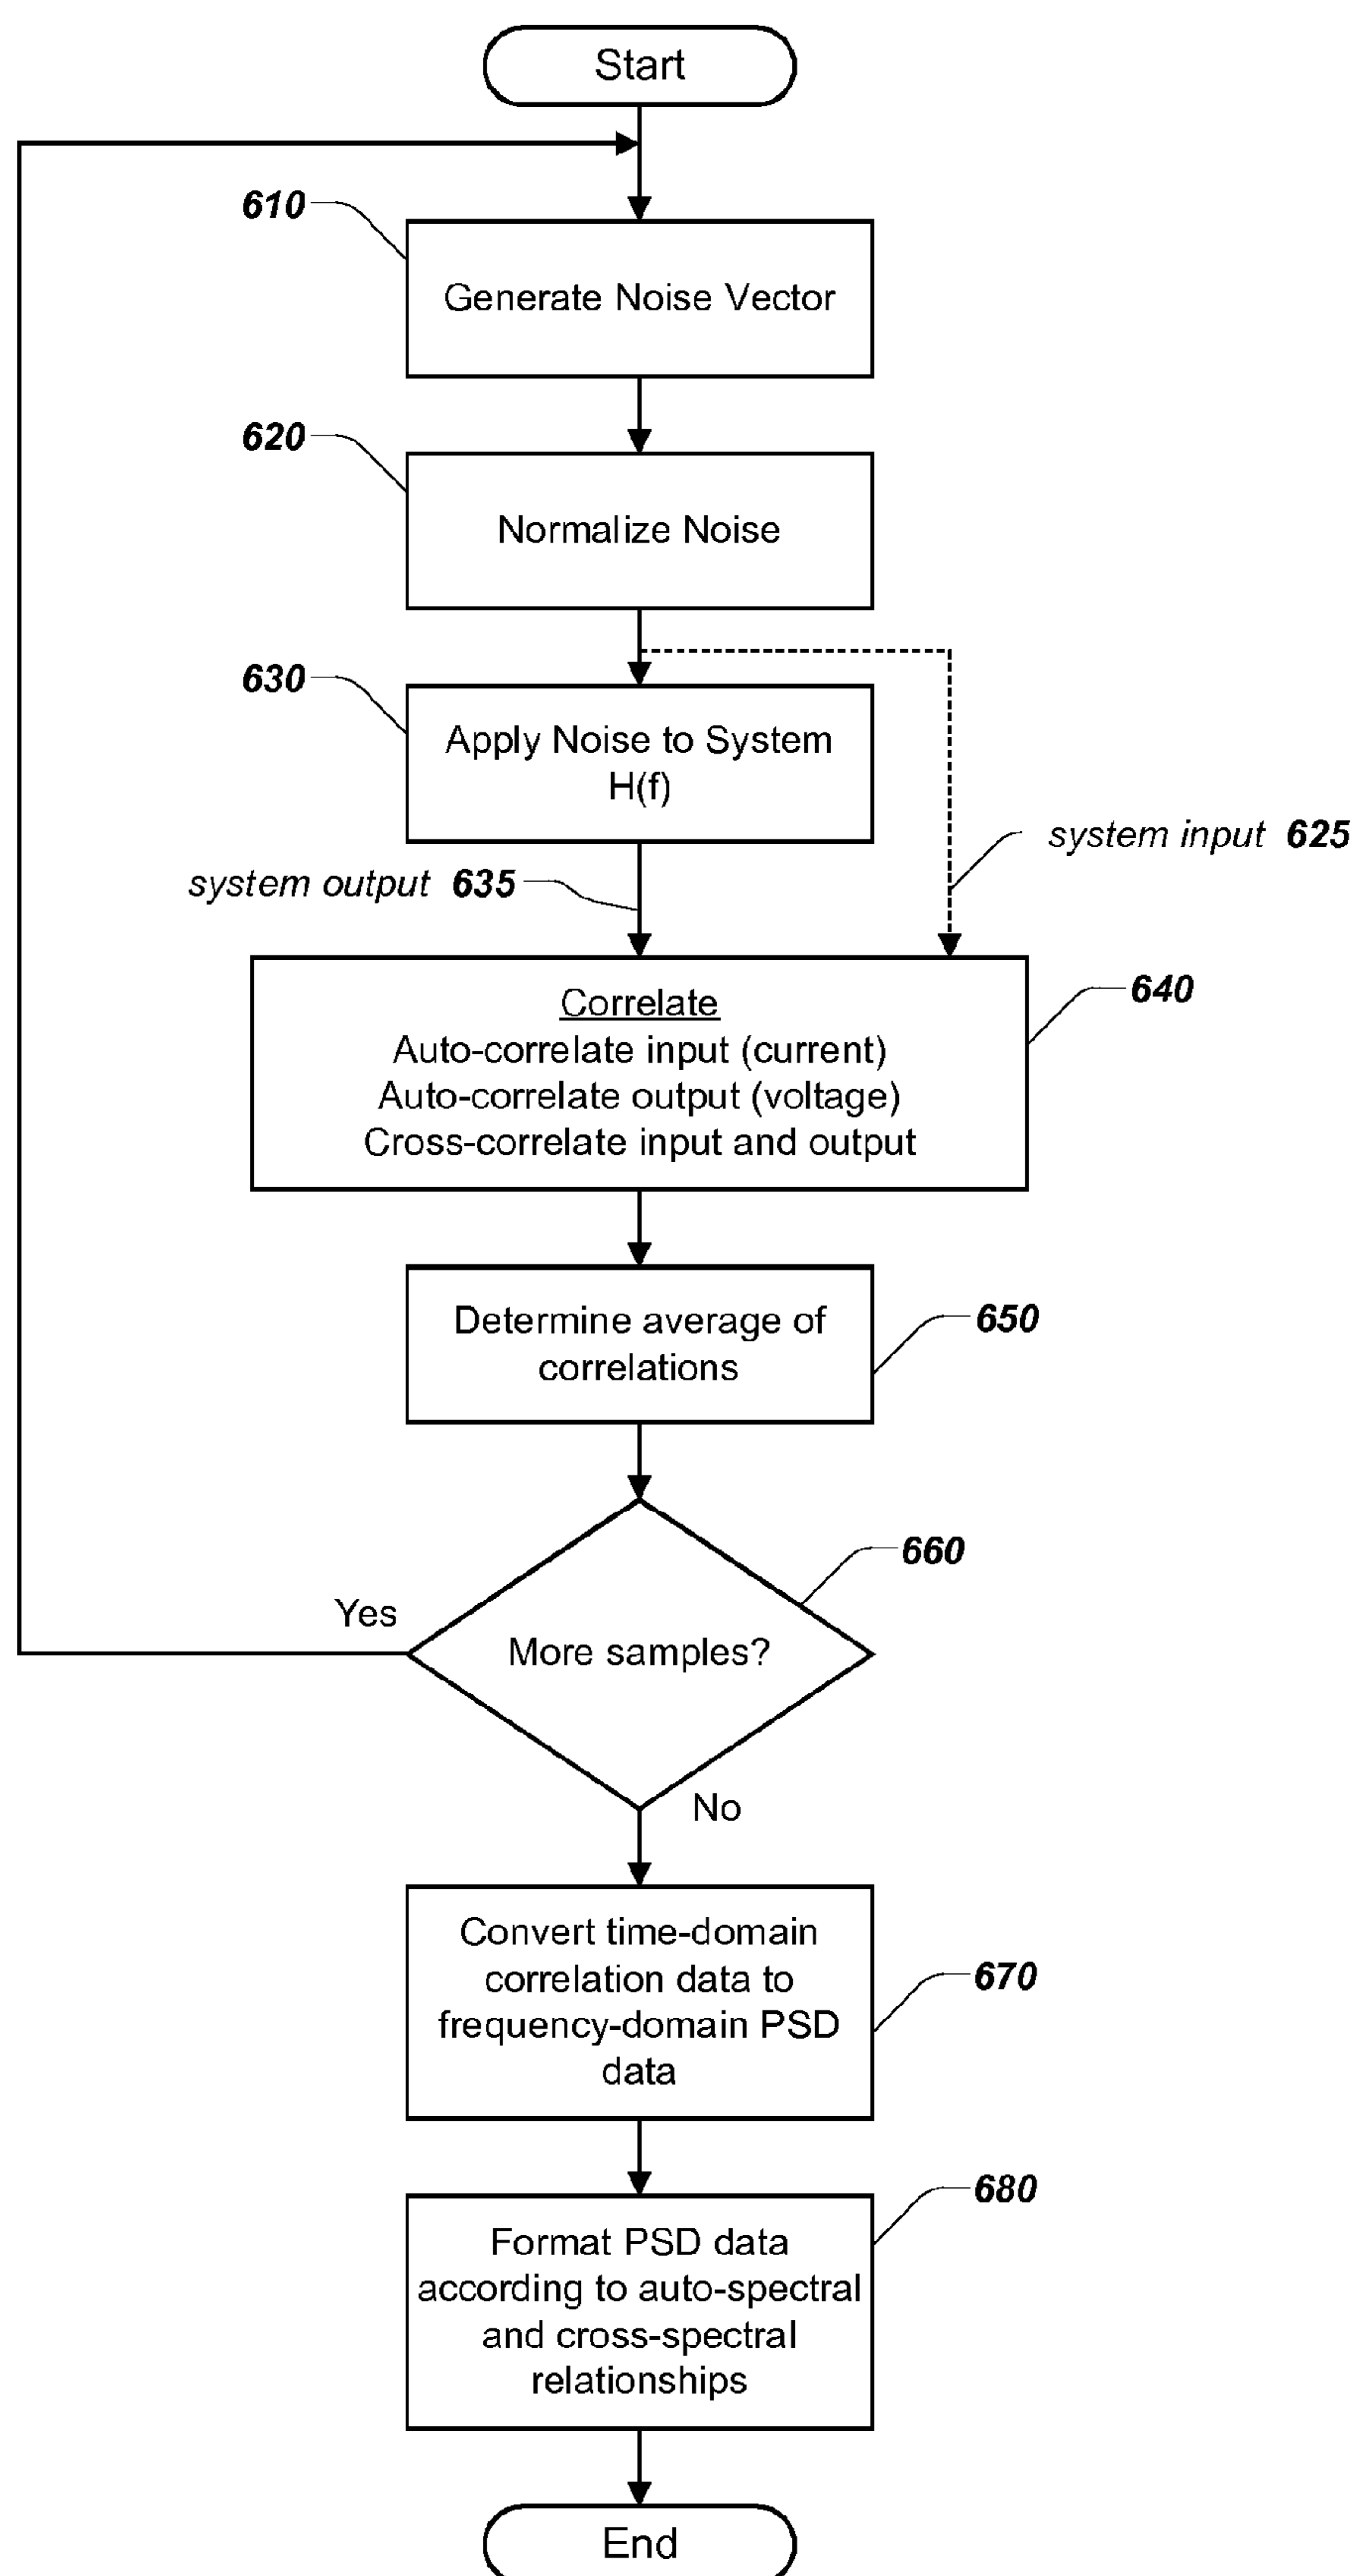 Start
610
Generate Noise Vector
620
Normalize Noise
630
Apply Noise to System
H(f)
system input 625
system output 635
640
Correlate
Auto-correlate input (current)
Auto-correlate output (voltage)
Cross-correlate input and output
650
Determine average of
correlations
660
Yes
More samples?
No
Convert time-domain
correlation data to
frequency-domain PSD
data
670
680
Format PSD data
according to auto-spectral
and cross-spectral
relationships
End